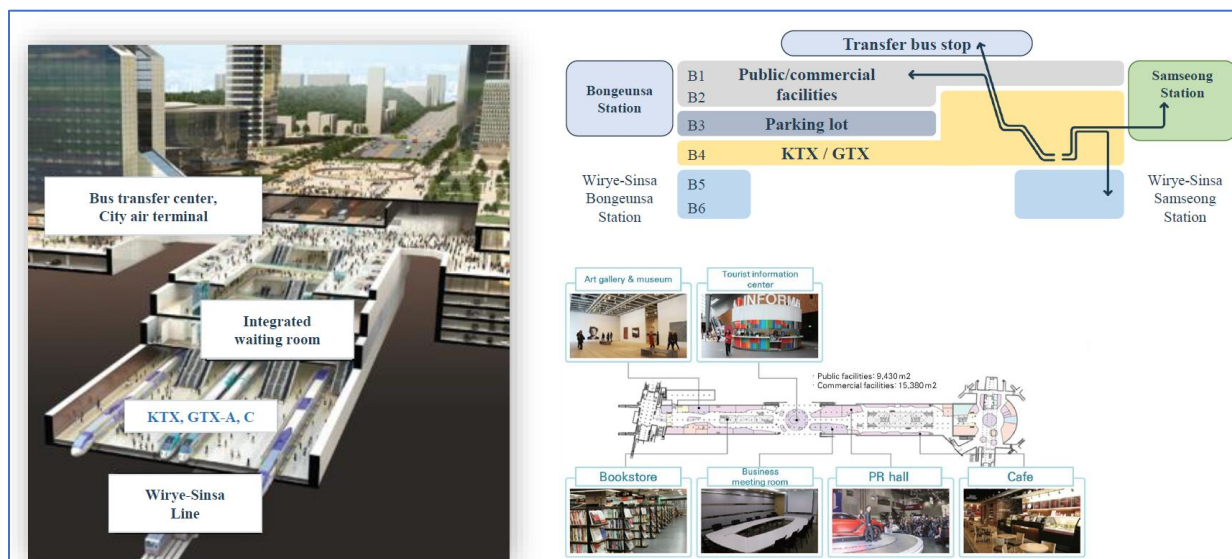 Bus transfer center,
City air terminal
Integrated
waiting room
KTX, GTX-A, C
Wirye-Sinsa
Line
Transfer bus stop
Bongeunsa
Station
B1
Public/commercial
B2
facilities
B3
Parking lot
B4
KTX / GTX
Samseong
Station
Wirye-Sinsa
Bongeunsa
Station
B5
B6
Wirye-Sinsa
Samseong
Station
Art gallery & museum
Tourist information
center
INFORMA
· Public facilities: 9,430 m2
· Commercial facilities: 15,380 m2
Bookstore
Business
meeting room
PR hall
Cafe